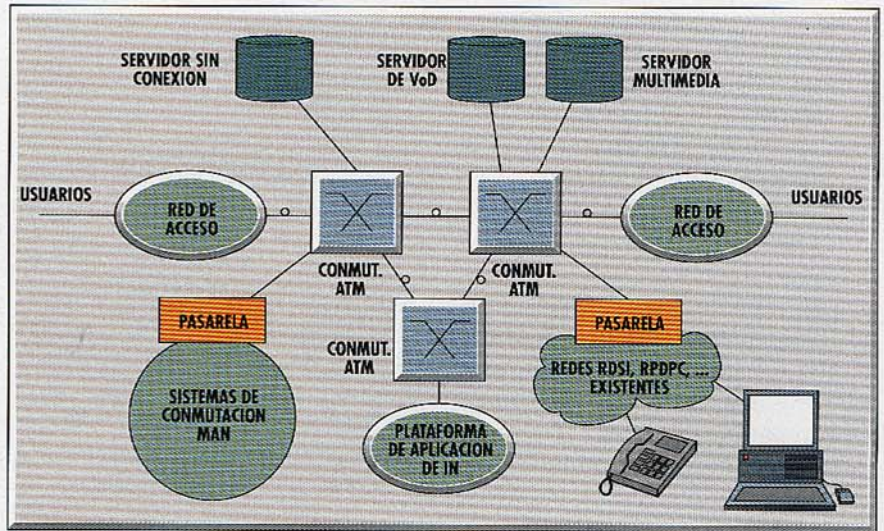 SERVIDOR SIN
CONEXION
SERVIDOR
DE VoD
SERVIDOR
MULTIMEDIA
USUARIOS
RED DE
ACCESO
RED DE
ACCESO
USUARIOS
CONMUT.
ATM
CONMUT.
ATM
PASARELA
CONMUT.
ATM
PASARELA
SISTEMAS DE
CONMUTACION
MAN
REDES RDSI, RPDPC, ...
EXISTENTES
PLATAFORMA
DE APLICACION
DE IN